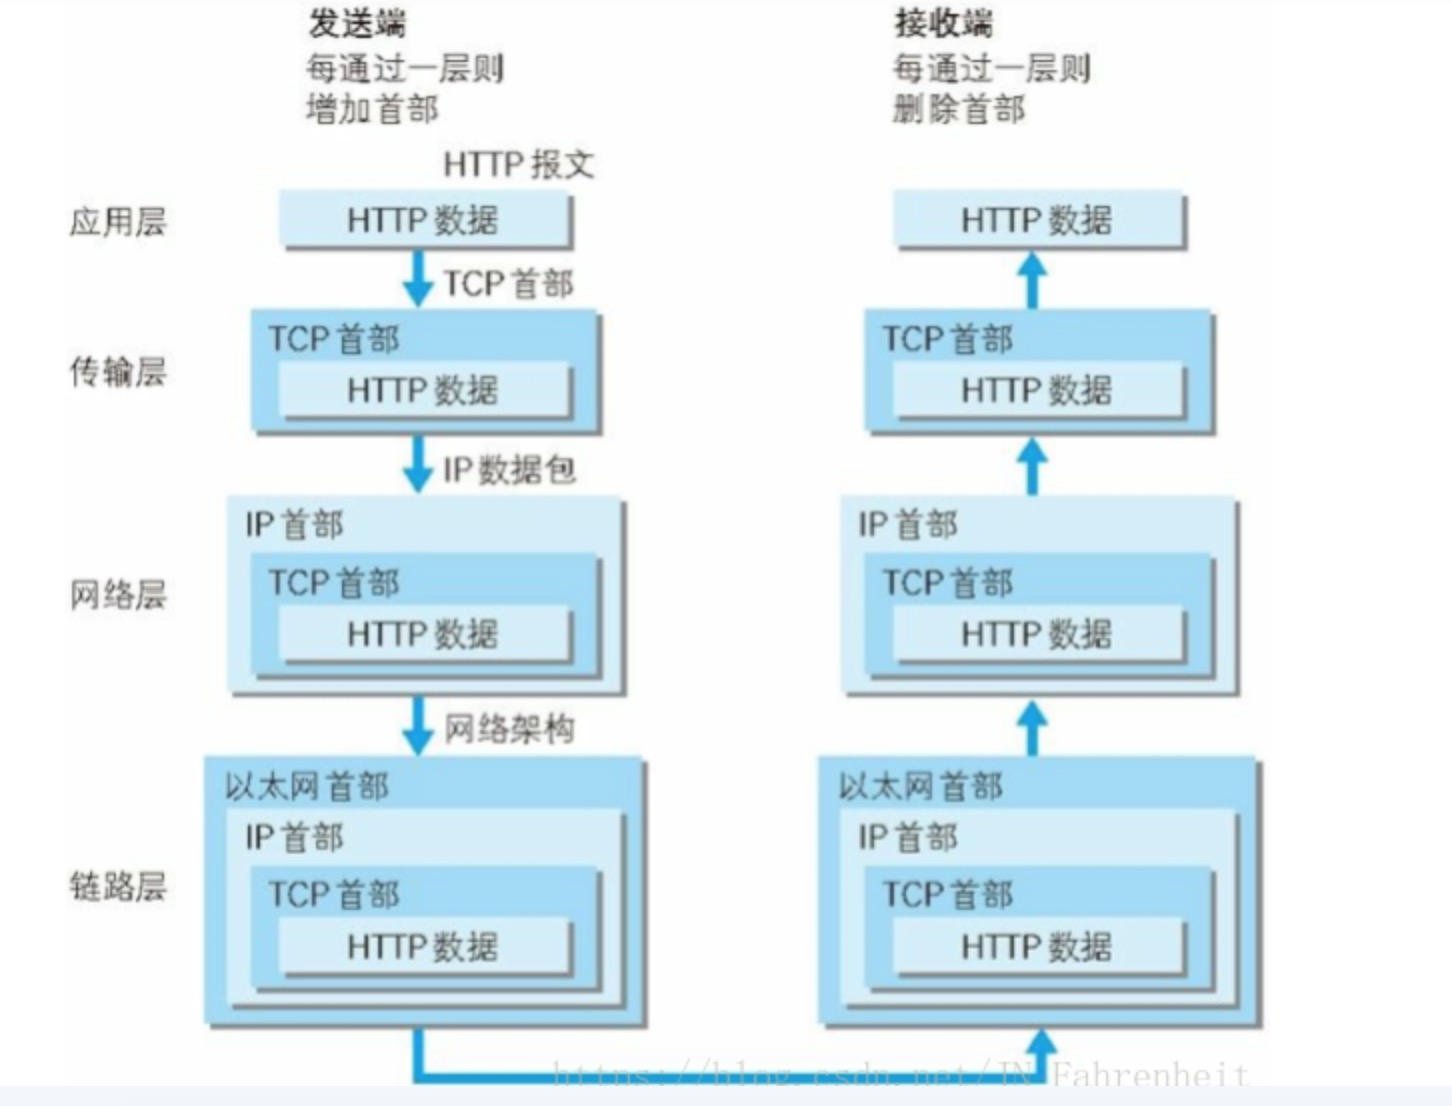 发送端
每通过一层则
增加首部
HTTP 报文
应用层
HTTP 数据
TCP 首部
传输层
TCP 首部
HTTP 数据
IP 数据包
网络层
IP 首部
TCP 首部
HTTP 数据
网络架构
链路层
以太网首部
IP 首部
TCP 首部
HTTP 数据
接收端
每通过一层则
删除首部
HTTP 数据
TCP 首部
HTTP 数据
IP 首部
TCP 首部
HTTP 数据
以太网首部
IP 首部
TCP 首部
HTTP 数据
https://blog.csdn.net/JN_Fahrenheit